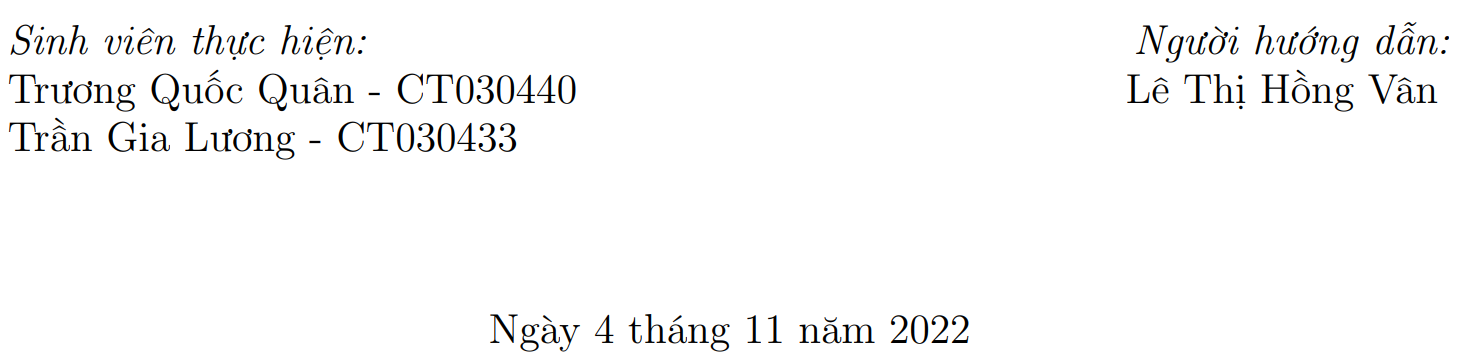 Sinh viên thực hiện:
Trương Quốc Quân - CT030440
Trần Gia Lương - CT030433
Người hướng dẫn:
Lê Thị Hồng Vân
Ngày 4 tháng 11 năm 2022